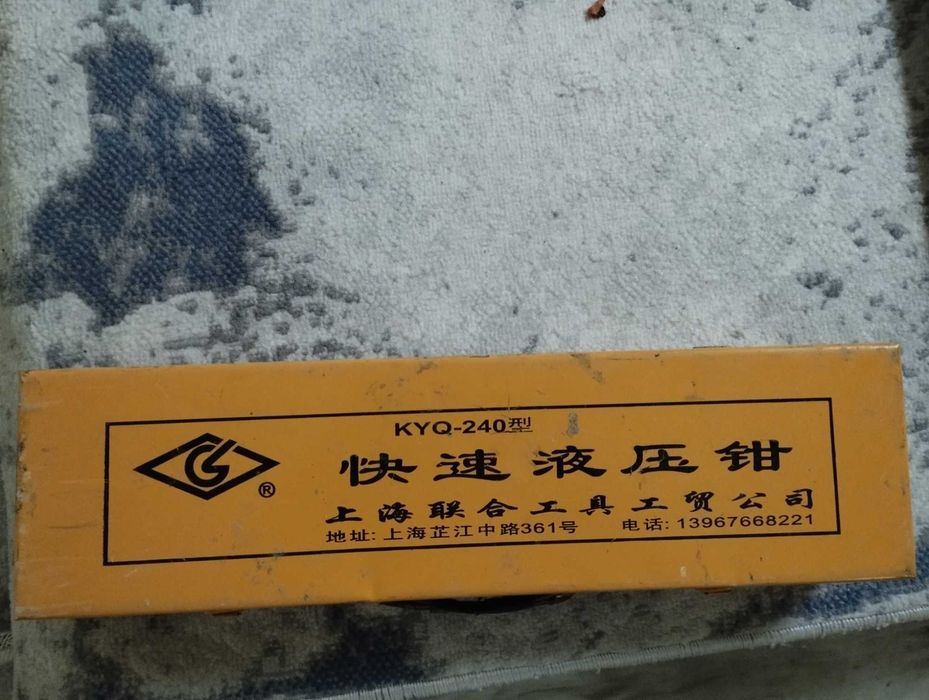 KYQ-240型
快速液压钳
®
上海联合工具工贸公司
地址: 上海芷江中路361号 电话: 13967668221